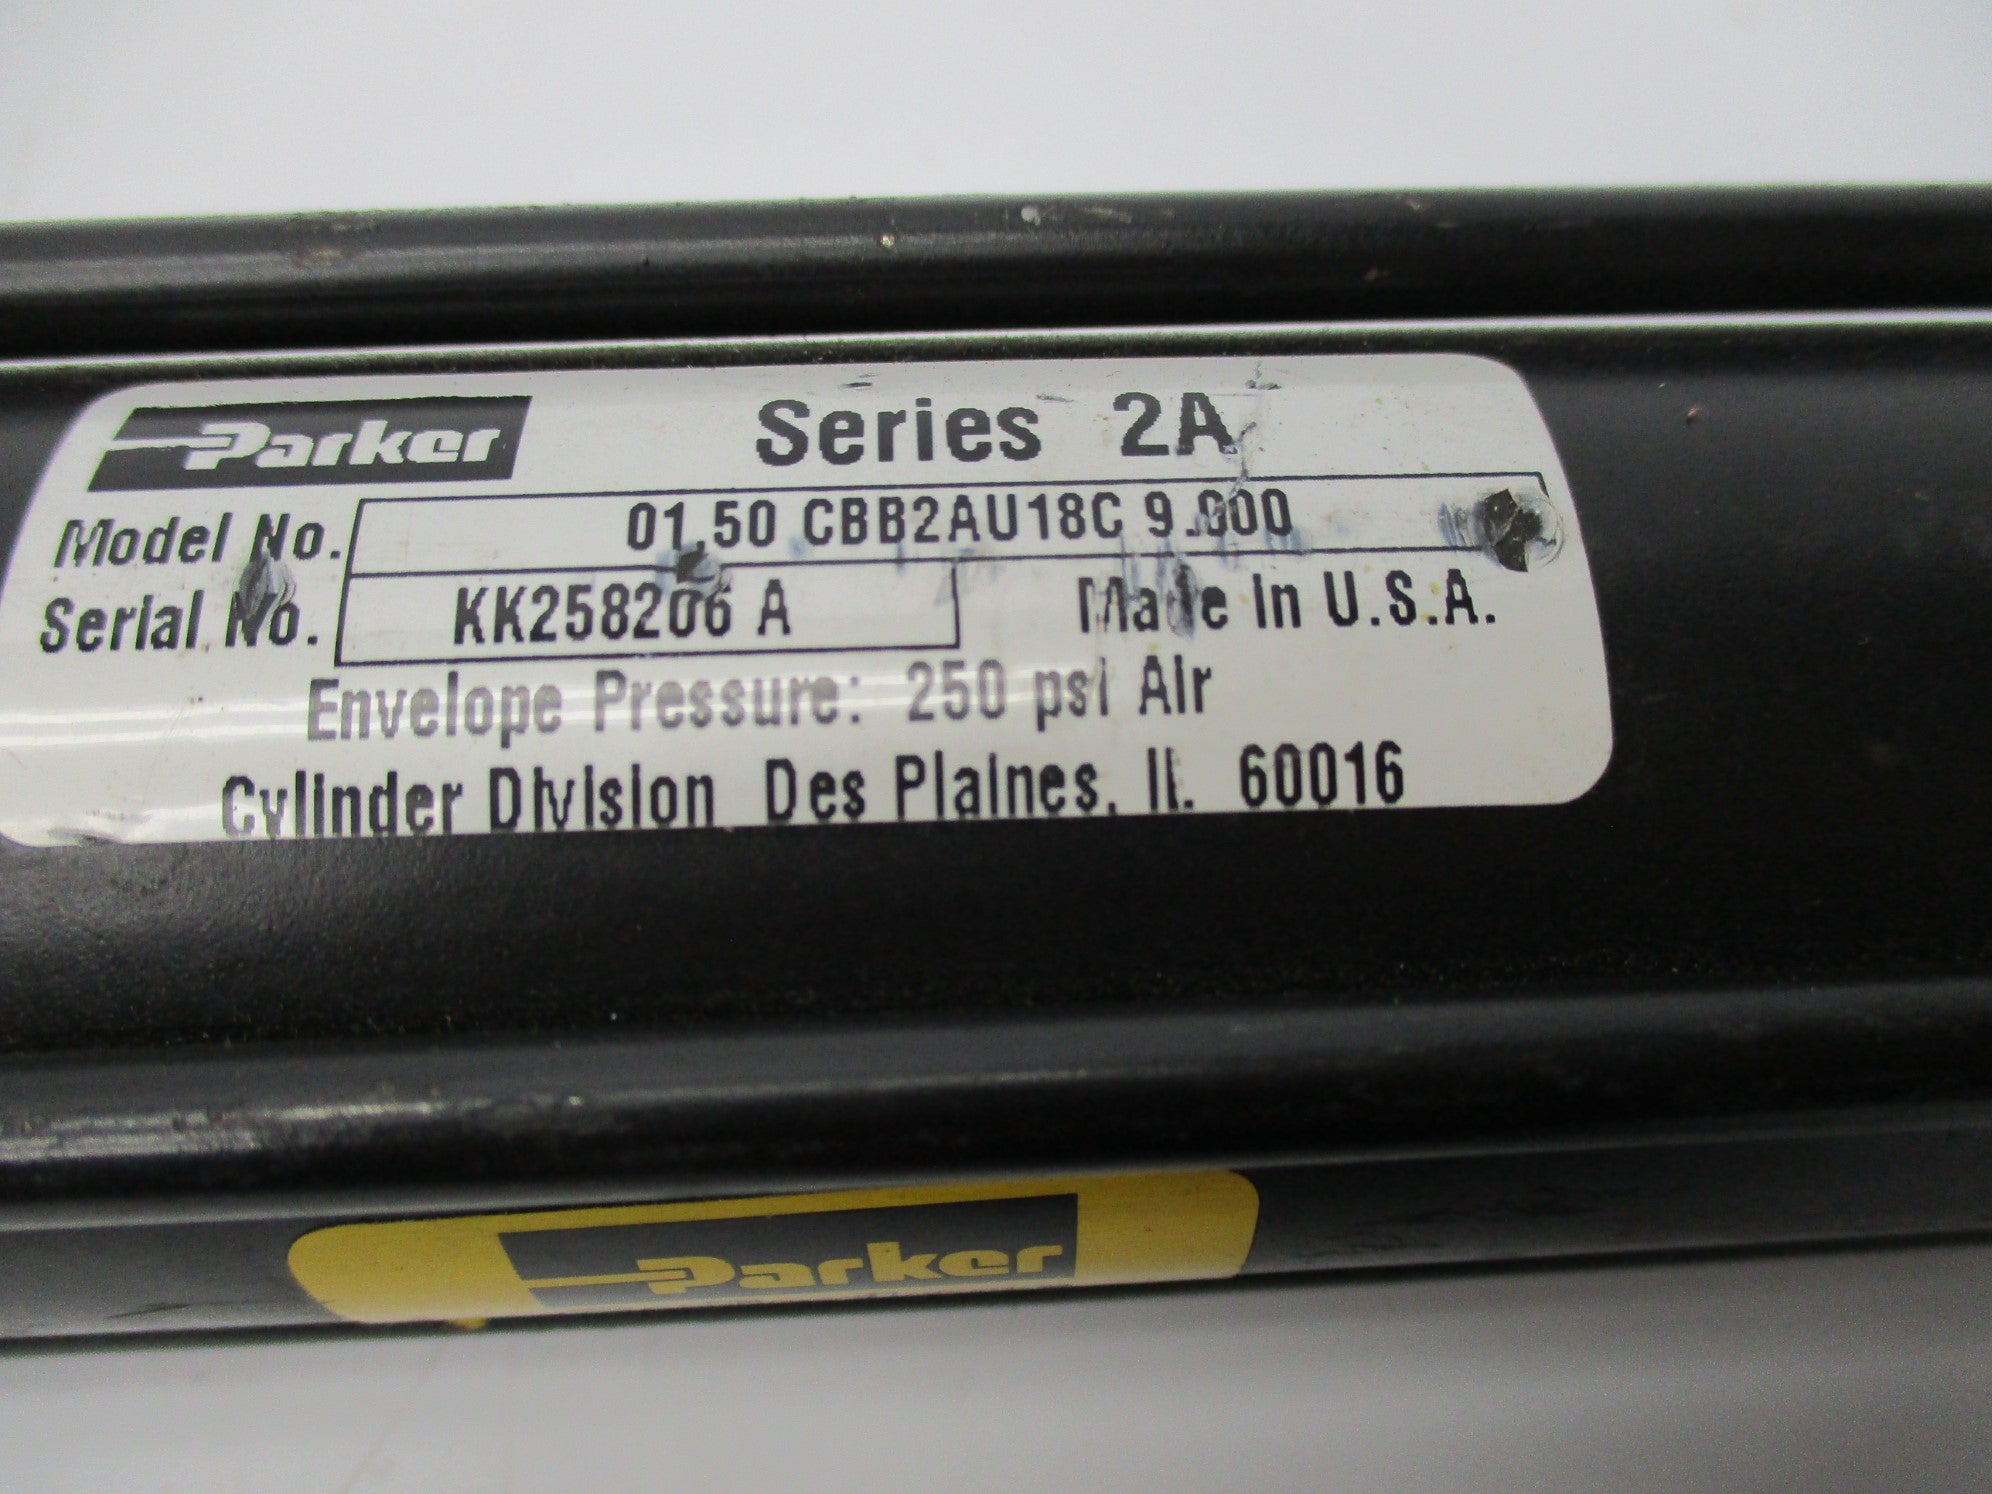 Parker Series 2A
Model No. 01.50 CBB2AU18C 9.000
Serial No. KK258206 A Made In U.S.A.
Envelope Pressure: 250 psi Air
Cylinder Division Des Plaines, IL. 60016
Parker